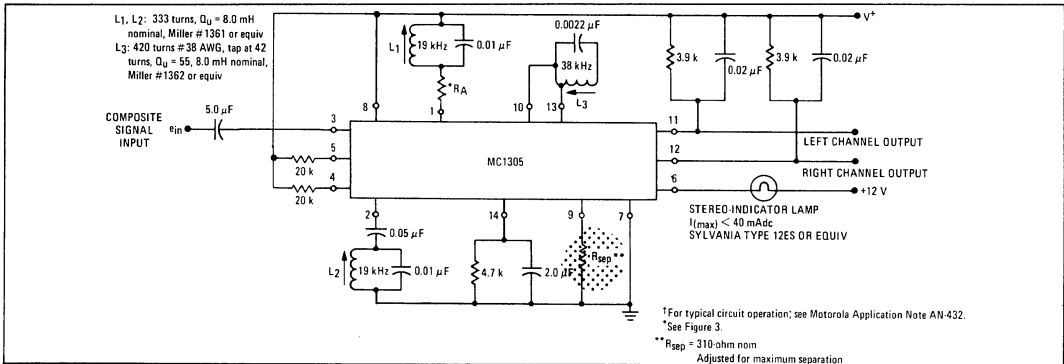 L1, L2: 333 turns, QU = 8.0 mH
nominal, Miller #1361 or equiv
L3: 420 turns #38 AWG, tap at 42
turns, QU = 55, 8.0 mH nominal,
Miller #1362 or equiv
V+
L1
19 kHz
0.01 µF
*RA
0.0022 µF
38 kHz
L3
3.9 k
0.02 µF
3.9 k
0.02 µF
8
1
10
13
COMPOSITE
SIGNAL
INPUT
ein
5.0 µF
3
5
4
20 k
20 k
MC1305
11
LEFT CHANNEL OUTPUT
12
RIGHT CHANNEL OUTPUT
6
+12 V
STEREO-INDICATOR LAMP
I(max) < 40 mAdc
SYLVANIA TYPE 12ES OR EQUIV
2
14
9
7
0.05 µF
L2
19 kHz
0.01 µF
4.7 k
2.0 µF
Rsep **
†For typical circuit operation; see Motorola Application Note AN-432.
*See Figure 3.
**Rsep = 310-ohm nom
Adjusted for maximum separation